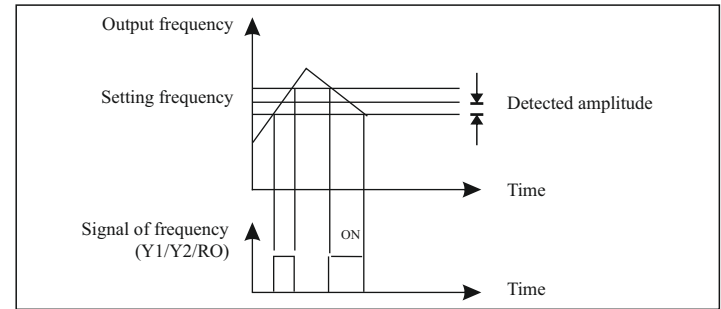 Output frequency
Setting frequency
Detected amplitude
Time
Signal of frequency
(Y1/Y2/RO)
ON
Time